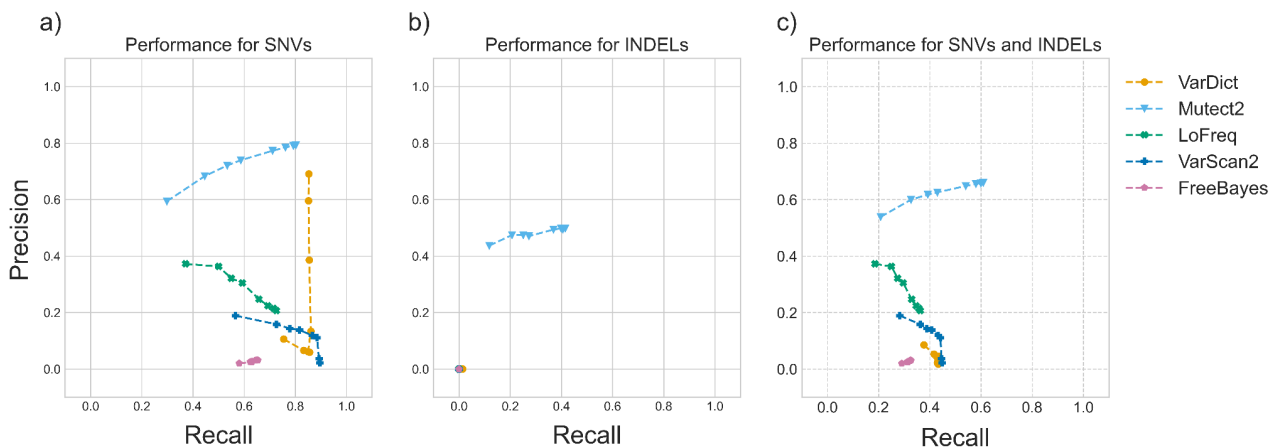 a)
Performance for SNVs
b)
Performance for INDELs
c)
Performance for SNVs and INDELs
Precision
1.0
0.8
0.6
0.4
0.2
0.0
0.0 0.2 0.4 0.6 0.8 1.0
Recall
1.0
0.8
0.6
0.4
0.2
0.0
0.0 0.2 0.4 0.6 0.8 1.0
Recall
1.0
0.8
0.6
0.4
0.2
0.0
0.0 0.2 0.4 0.6 0.8 1.0
Recall
VarDict
Mutect2
LoFreq
VarScan2
FreeBayes